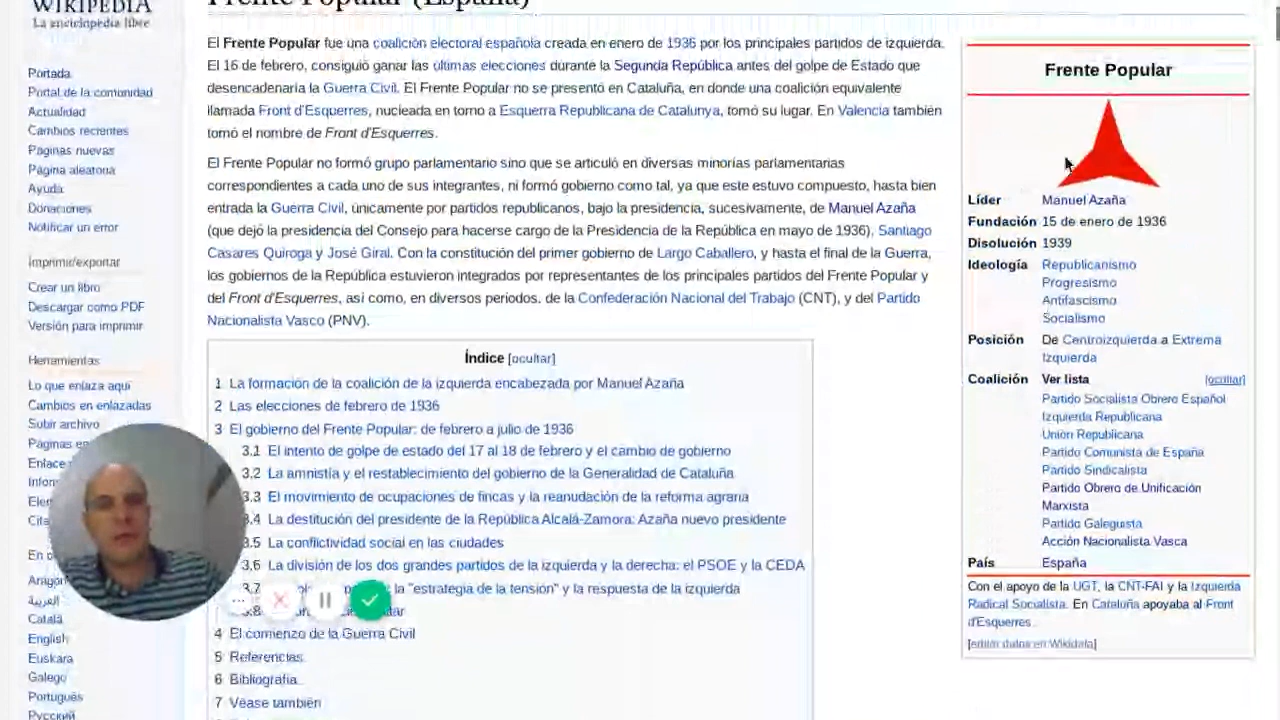 WIKIPEDIA
La enciclopedia libre
Portada
Portal de la comunidad
Actualidad
Cambios recientes
Páginas nuevas
Página aleatoria
Ayuda
Donaciones
Notificar un error
Imprimir/exportar
Crear un libro
Descargar como PDF
Versión para imprimir
Herramientas
Lo que enlaza aquí
Cambios en enlazadas
Subir archivo
Páginas
Enlace
En
العربية
Català
English
Euskara
Galego
Português
Русский
Frente Popular (España)
El Frente Popular fue una coalición electoral española creada en enero de 1936 por los principales partidos de izquierda.
El 16 de febrero, consiguió ganar las últimas elecciones durante la Segunda República antes del golpe de Estado que
desencadenaría la Guerra Civil. El Frente Popular no se presentó en Cataluña, en donde una coalición equivalente
llamada Front d'Esquerres, nucleada en torno a Esquerra Republicana de Catalunya, tomó su lugar. En Valencia también
tomó el nombre de Front d'Esquerres.
El Frente Popular no formó grupo parlamentario sino que se articuló en diversas minorías parlamentarias
correspondientes a cada uno de sus integrantes, ni formó gobierno como tal, ya que este estuvo compuesto, hasta bien
entrada la Guerra Civil, únicamente por partidos republicanos, bajo la presidencia, sucesivamente, de Manuel Azaña
(que dejó la presidencia del Consejo para hacerse cargo de la Presidencia de la República en mayo de 1936), Santiago
Casares Quiroga y José Giral. Con la constitución del primer gobierno de Largo Caballero, y hasta el final de la Guerra,
los gobiernos de la República estuvieron integrados por representantes de los principales partidos del Frente Popular y
del Front d'Esquerres, así como, en diversos periodos, de la Confederación Nacional del Trabajo (CNT), y del Partido
Nacionalista Vasco (PNV).
Índice [ocultar]
1 La formación de la coalición de la izquierda encabezada por Manuel Azaña
2 Las elecciones de febrero de 1936
3 El gobierno del Frente Popular: de febrero a julio de 1936
3.1 El intento de golpe de estado del 17 al 18 de febrero y el cambio de gobierno
3.2 La amnistía y el restablecimiento del gobierno de la Generalidad de Cataluña
3.3 El movimiento de ocupaciones de fincas y la reanudación de la reforma agraria
3.4 La destitución del presidente de la República Alcalá-Zamora: Azaña nuevo presidente
3.5 La conflictividad social en las ciudades
3.6 La división de los dos grandes partidos de la izquierda y la derecha: el PSOE y la CEDA
3.7 la "estrategia de la tensión" y la respuesta de la izquierda
3.8
4 El comienzo de la Guerra Civil
5 Referencias
6 Bibliografía
7 Véase también
Frente Popular
Líder Manuel Azaña
Fundación 15 de enero de 1936
Disolución 1939
Ideología Republicanismo
Progresismo
Antifascismo
Socialismo
Posición De Centroizquierda a Extrema
Izquierda
Coalición Ver lista [ocultar]
Partido Socialista Obrero Español
Izquierda Republicana
Unión Republicana
Partido Comunista de España
Partido Sindicalista
Partido Obrero de Unificación
Marxista
Partido Galeguista
Acción Nacionalista Vasca
País España
Con el apoyo de la UGT, la CNT-FAI y la Izquierda
Radical Socialista. En Cataluña apoyaba al Front
d'Esquerres.
[editar datos en Wikidata]